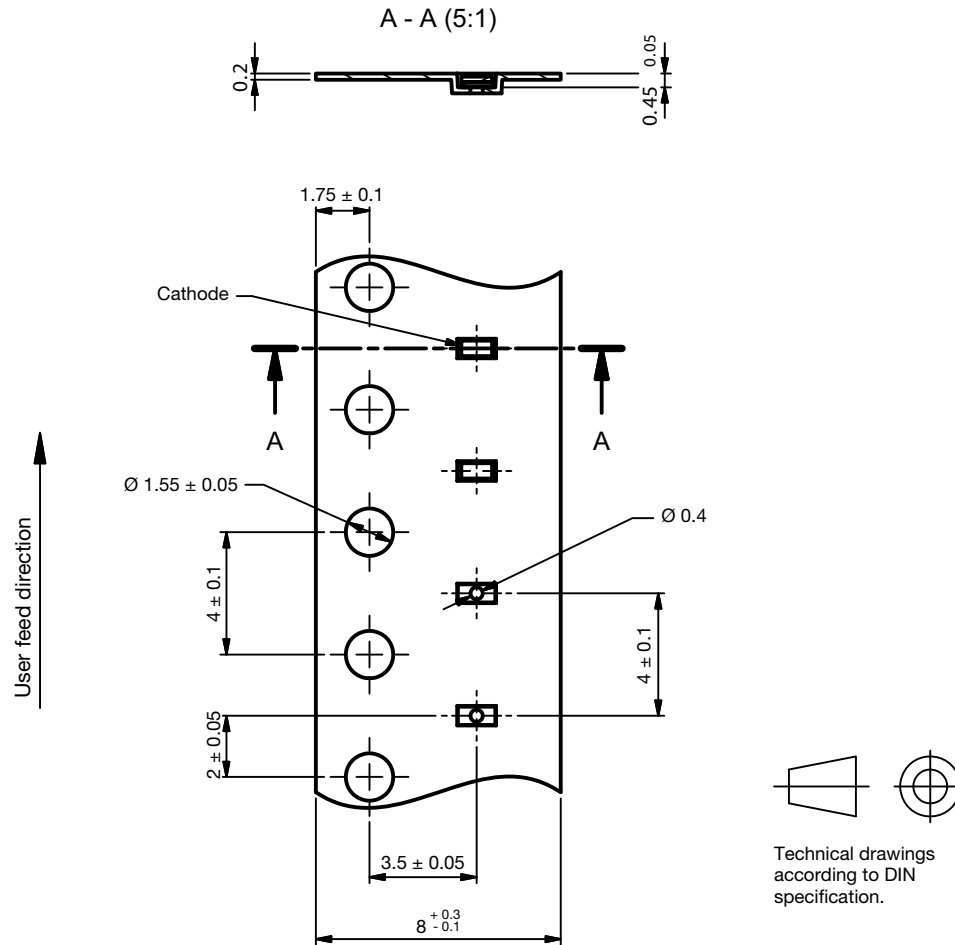 A - A (5:1)
0.2
0.05
0.45
1.75 ± 0.1
Cathode
A
A
Ø 1.55 ± 0.05
Ø 0.4
User feed direction
4 ± 0.1
4 ± 0.1
2 ± 0.05
3.5 ± 0.05
8 + 0.3
- 0.1
Technical drawings
according to DIN
specification.